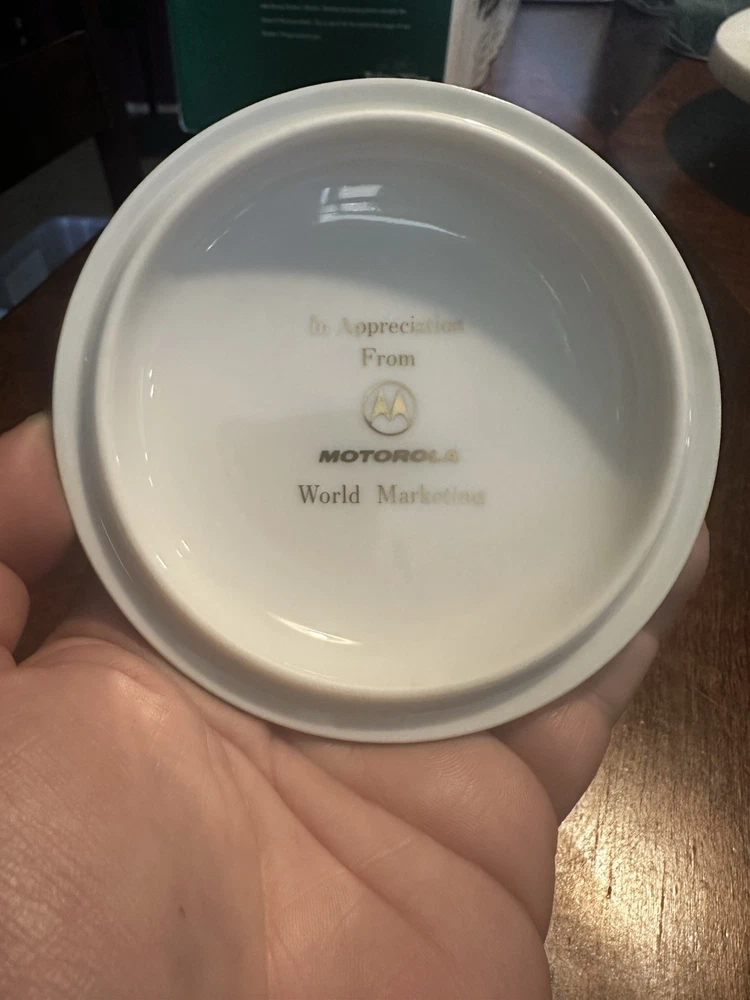 In Appreciation
From
MOTOROLA
World Marketing